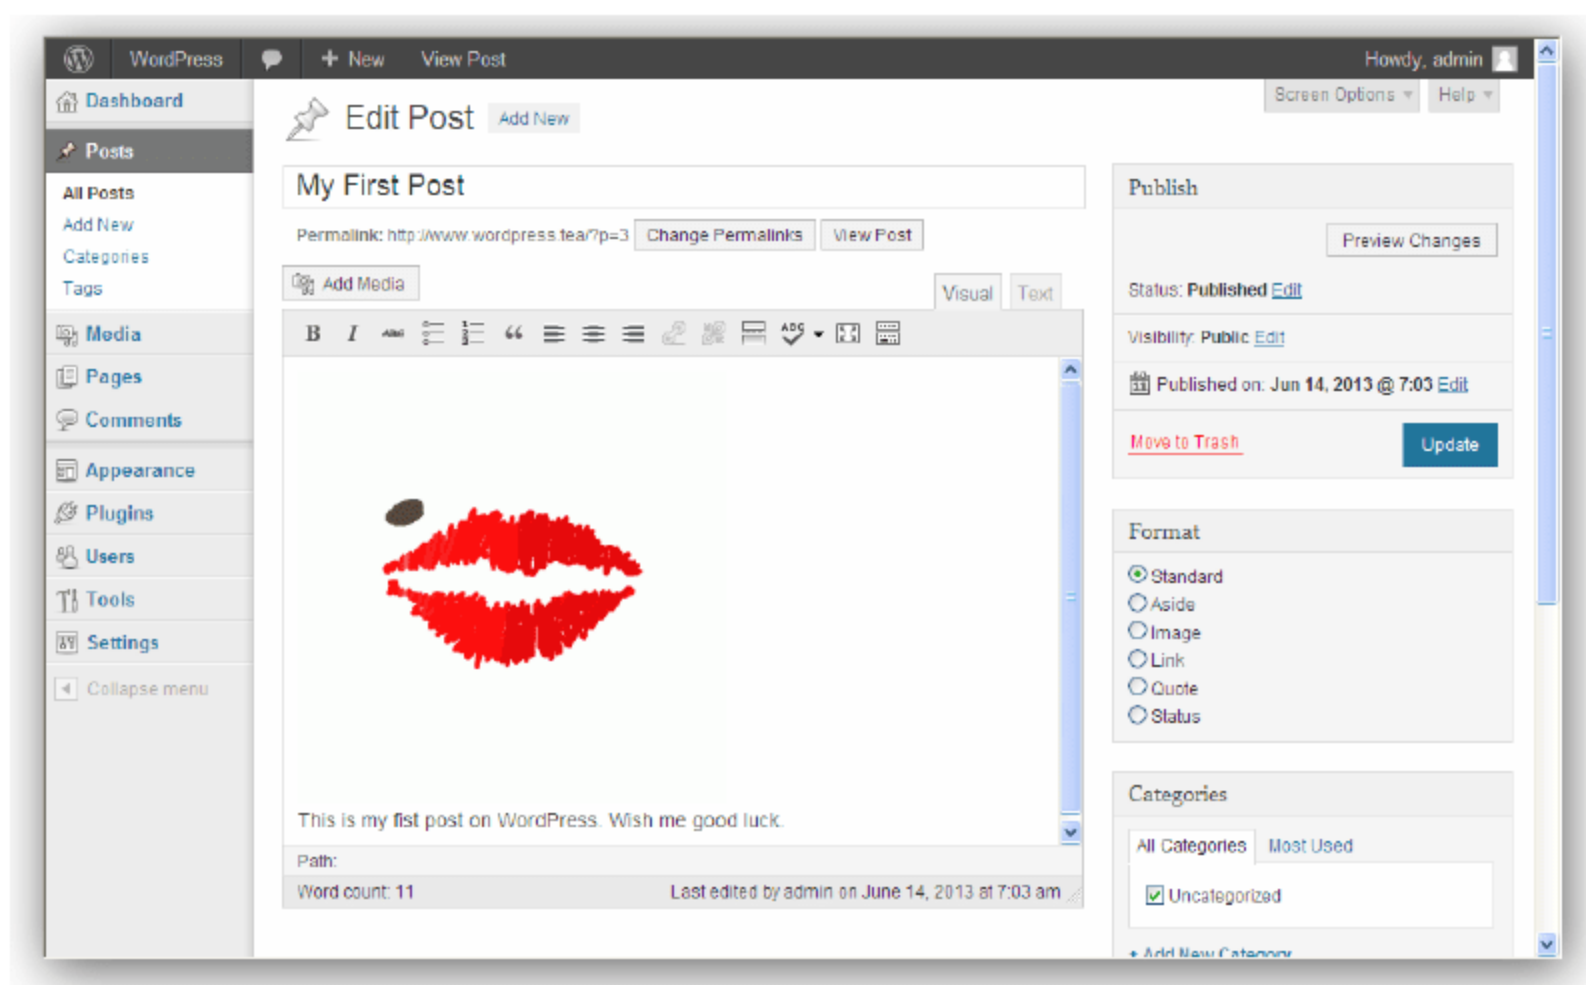 WordPress + New View Post Howdy, admin
Screen Options Help
Dashboard
Posts
All Posts
Add New
Categories
Tags
Media
Pages
Comments
Appearance
Plugins
Users
Tools
Settings
Collapse menu
Edit Post Add New
My First Post
Permalink: http://www.wordpress.tea/?p=3 Change Permalinks View Post
Add Media
Visual Text
B I ABC ABC
This is my fist post on WordPress. Wish me good luck.
Path:
Word count: 11 Last edited by admin on June 14, 2013 at 7:03 am
Publish
Preview Changes
Status: Published Edit
Visibility: Public Edit
Published on: Jun 14, 2013 @ 7:03 Edit
Move to Trash Update
Format
Standard
Aside
Image
Link
Quote
Status
Categories
All Categories Most Used
Uncategorized
+ Add New Category